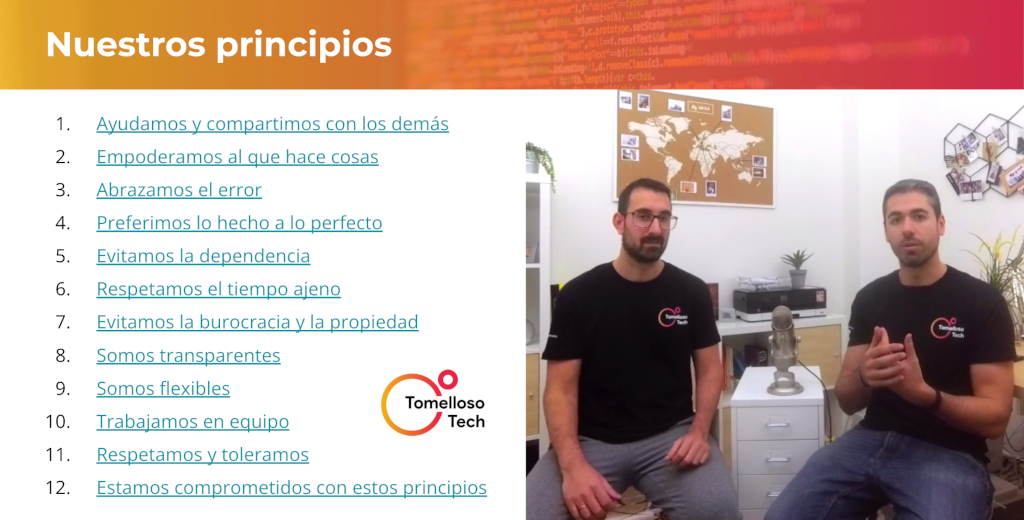 Nuestros principios
1. Ayudamos y compartimos con los demás
2. Empoderamos al que hace cosas
3. Abrazamos el error
4. Preferimos lo hecho a lo perfecto
5. Evitamos la dependencia
6. Respetamos el tiempo ajeno
7. Evitamos la burocracia y la propiedad
8. Somos transparentes
9. Somos flexibles
10. Trabajamos en equipo
11. Respetamos y toleramos
12. Estamos comprometidos con estos principios
Tomelloso
Tech
Tomelloso
Tech
Tomelloso
Tech